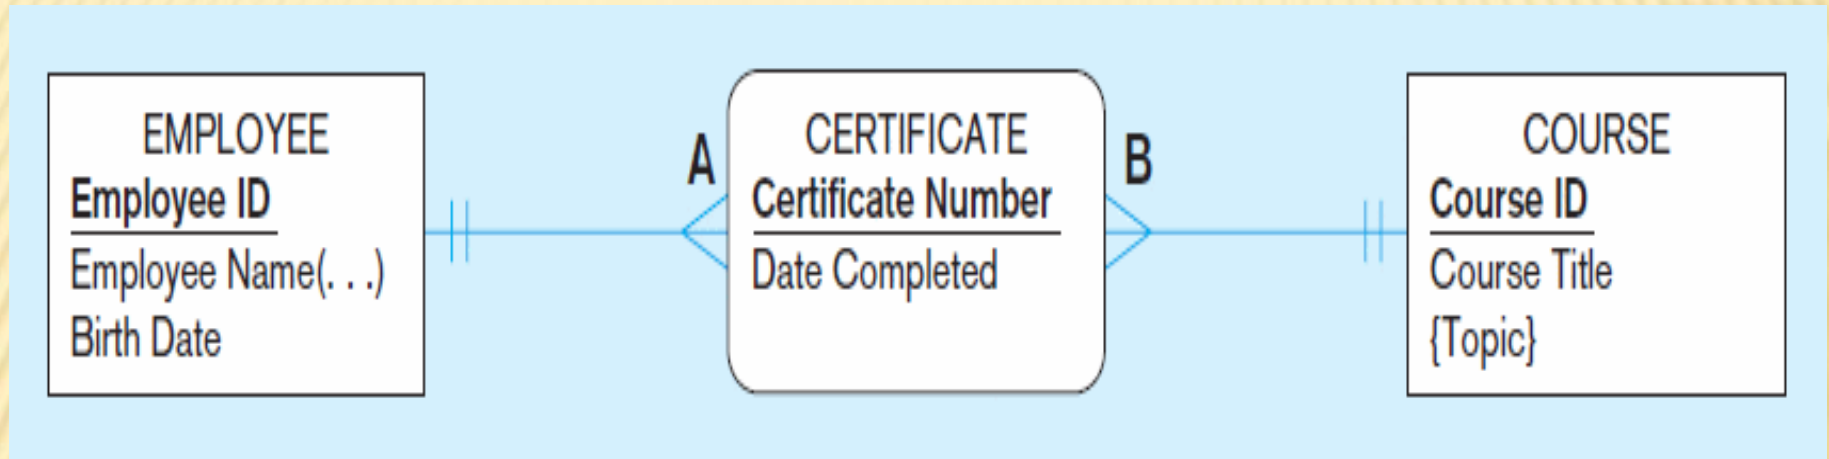 EMPLOYEE
Employee ID
Employee Name(. . .)
Birth Date
A
CERTIFICATE
Certificate Number
Date Completed
B
COURSE
Course ID
Course Title
{Topic}